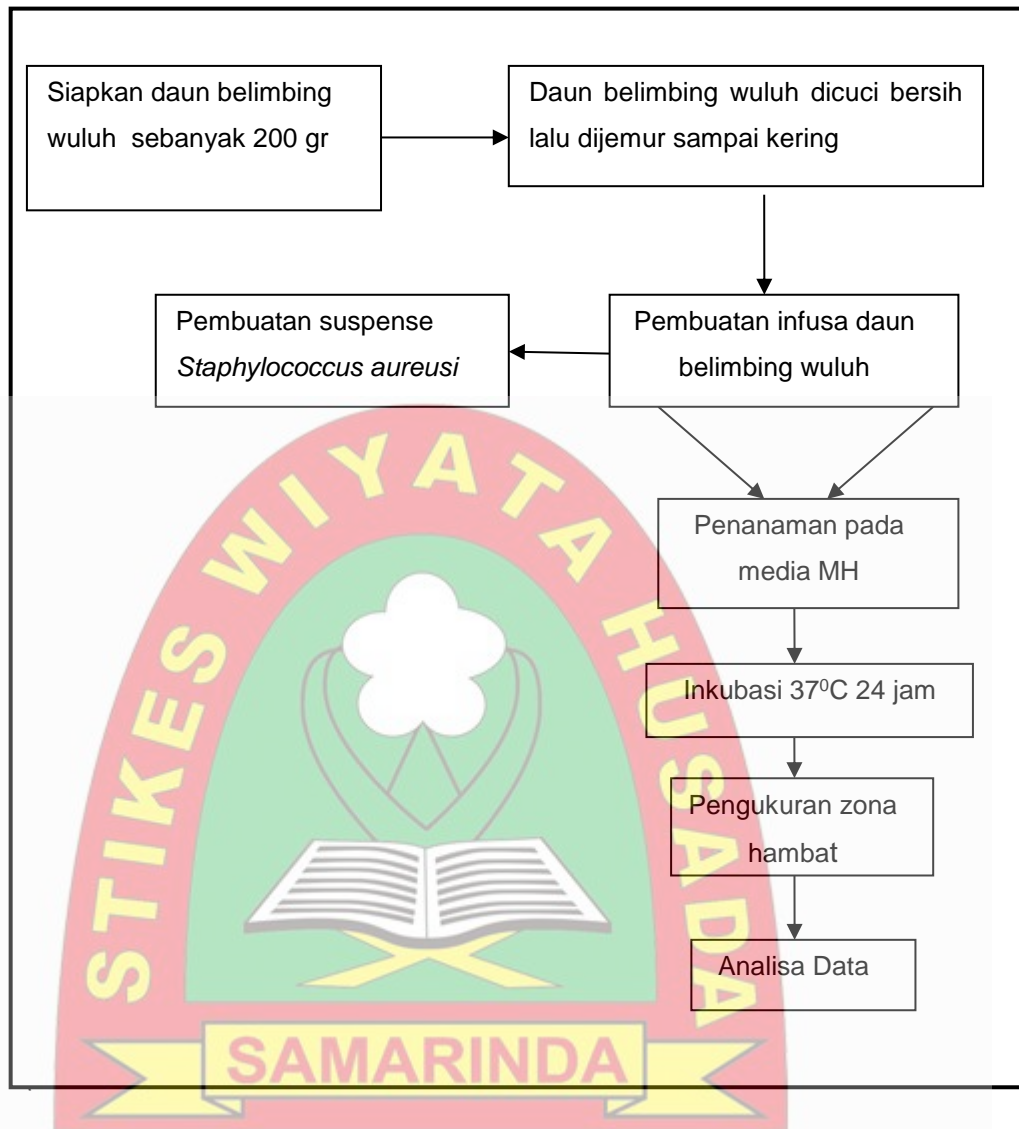 Siapkan daun belimbing
wuluh sebanyak 200 gr
Daun belimbing wuluh dicuci bersih
lalu dijemur sampai kering
Pembuatan suspense
Staphylococcus aureusi
Pembuatan infusa daun
belimbing wuluh
Penanaman pada
media MH
Inkubasi 37⁰C 24 jam
Pengukuran zona
hambat
Analisa Data
STIKES WIYATA HUSADA
SAMARINDA